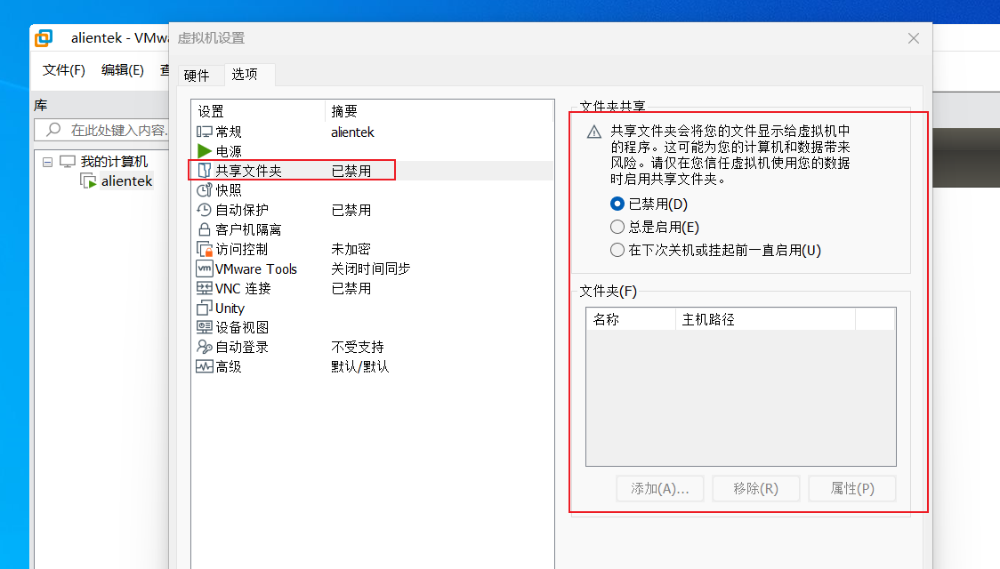 alientek - VMwa
虚拟机设置
文件(F) 编辑(E) 查
硬件 选项
库
在此处键入内容.
我的计算机
alientek
设置 摘要
常规 alientek
电源
共享文件夹 已禁用
快照
自动保护 已禁用
客户机隔离
访问控制 未加密
vm VMware Tools 关闭时间同步
VNC 连接 已禁用
Unity
设备视图
自动登录 不受支持
高级 默认/默认
文件夹共享
共享文件夹会将您的文件显示给虚拟机中
的程序。这可能为您的计算机和数据带来
风险。请仅在您信任虚拟机使用您的数据
时启用共享文件夹。
已禁用(D)
总是启用(E)
在下次关机或挂起前一直启用(U)
文件夹(F)
名称 主机路径
添加(A)... 移除(R) 属性(P)